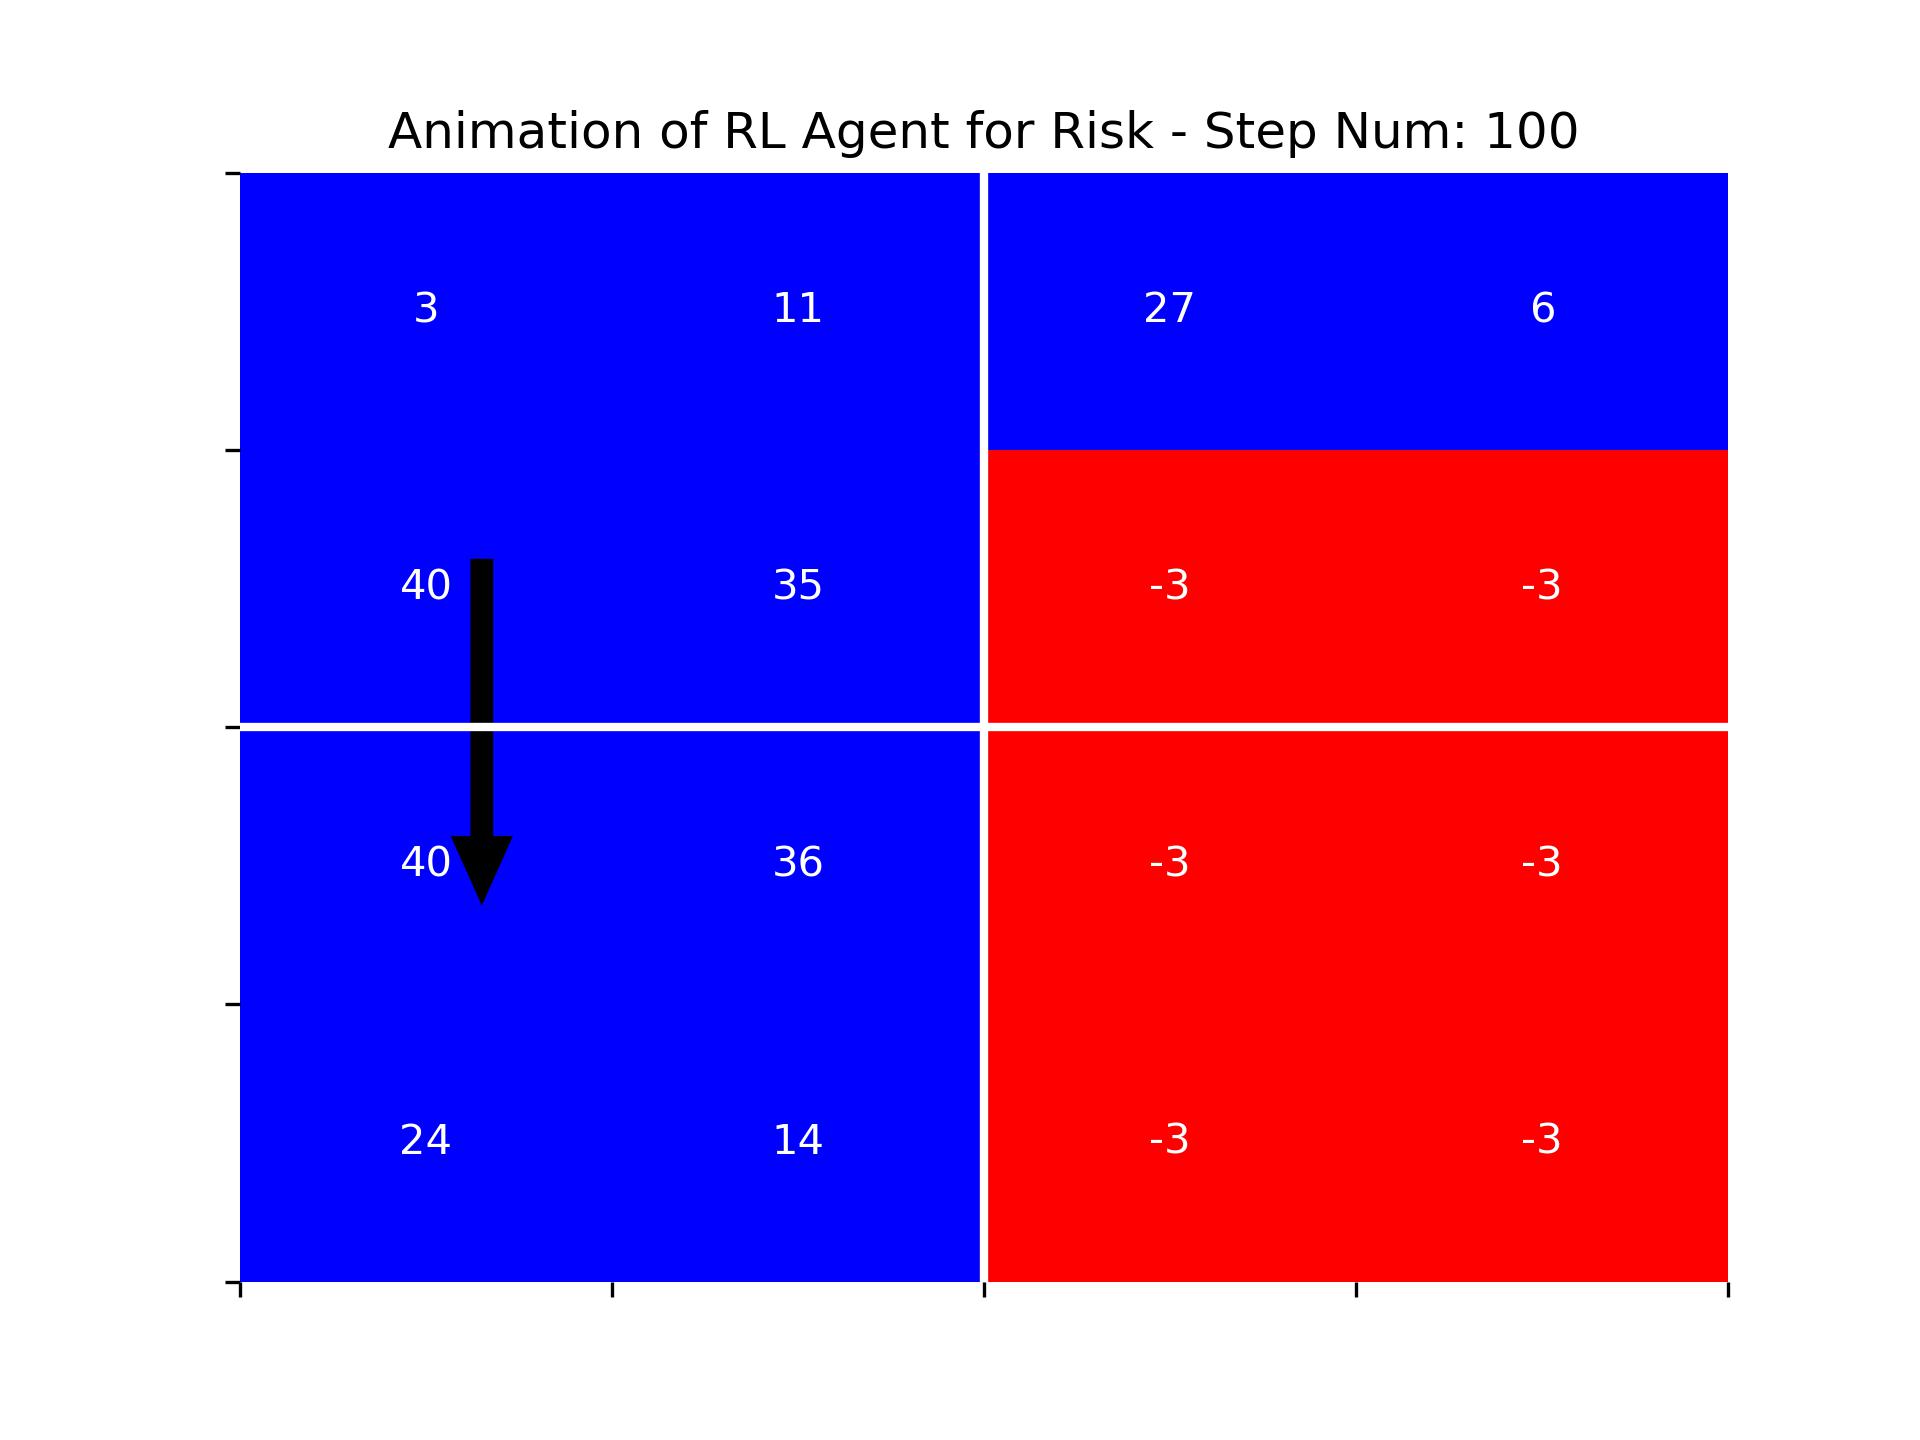 Animation of RL Agent for Risk - Step Num: 100
3 11 27 6
40 35 -3 -3
40 36 -3 -3
24 14 -3 -3